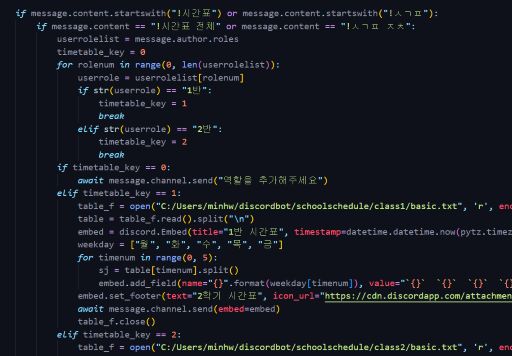 if message.content.startswith("!시간표") or message.content.startswith("!ㅅㄱㅍ"):
if message.content == "!시간표 전체" or message.content == "!ㅅㄱㅍ ㅈㅊ":
userrolelist = message.author.roles
timetable_key = 0
for rolenum in range(0, len(userrolelist)):
userrole = userrolelist[rolenum]
if str(userrole) == "1반":
timetable_key = 1
break
elif str(userrole) == "2반":
timetable_key = 2
break
if timetable_key == 0:
await message.channel.send("역할을 추가해주세요")
elif timetable_key == 1:
table_f = open("C:/Users/minhw/discordbot/schoolschedule/class1/basic.txt", 'r', enc
table = table_f.read().split("\n")
embed = discord.Embed(title="1반 시간표", timestamp=datetime.datetime.now(pytz.timez
weekday = ["월", "화", "수", "목", "금"]
for timenum in range(0, 5):
sj = table[timenum].split()
embed.add_field(name="{}".format(weekday[timenum]), value="`{}` `{}` `{}` `{}
embed.set_footer(text="2학기 시간표", icon_url="https://cdn.discordapp.com/attachmen
await message.channel.send(embed=embed)
table_f.close()
elif timetable_key == 2:
table_f = open("C:/Users/minhw/discordbot/schoolschedule/class2/basic.txt", 'r', enc